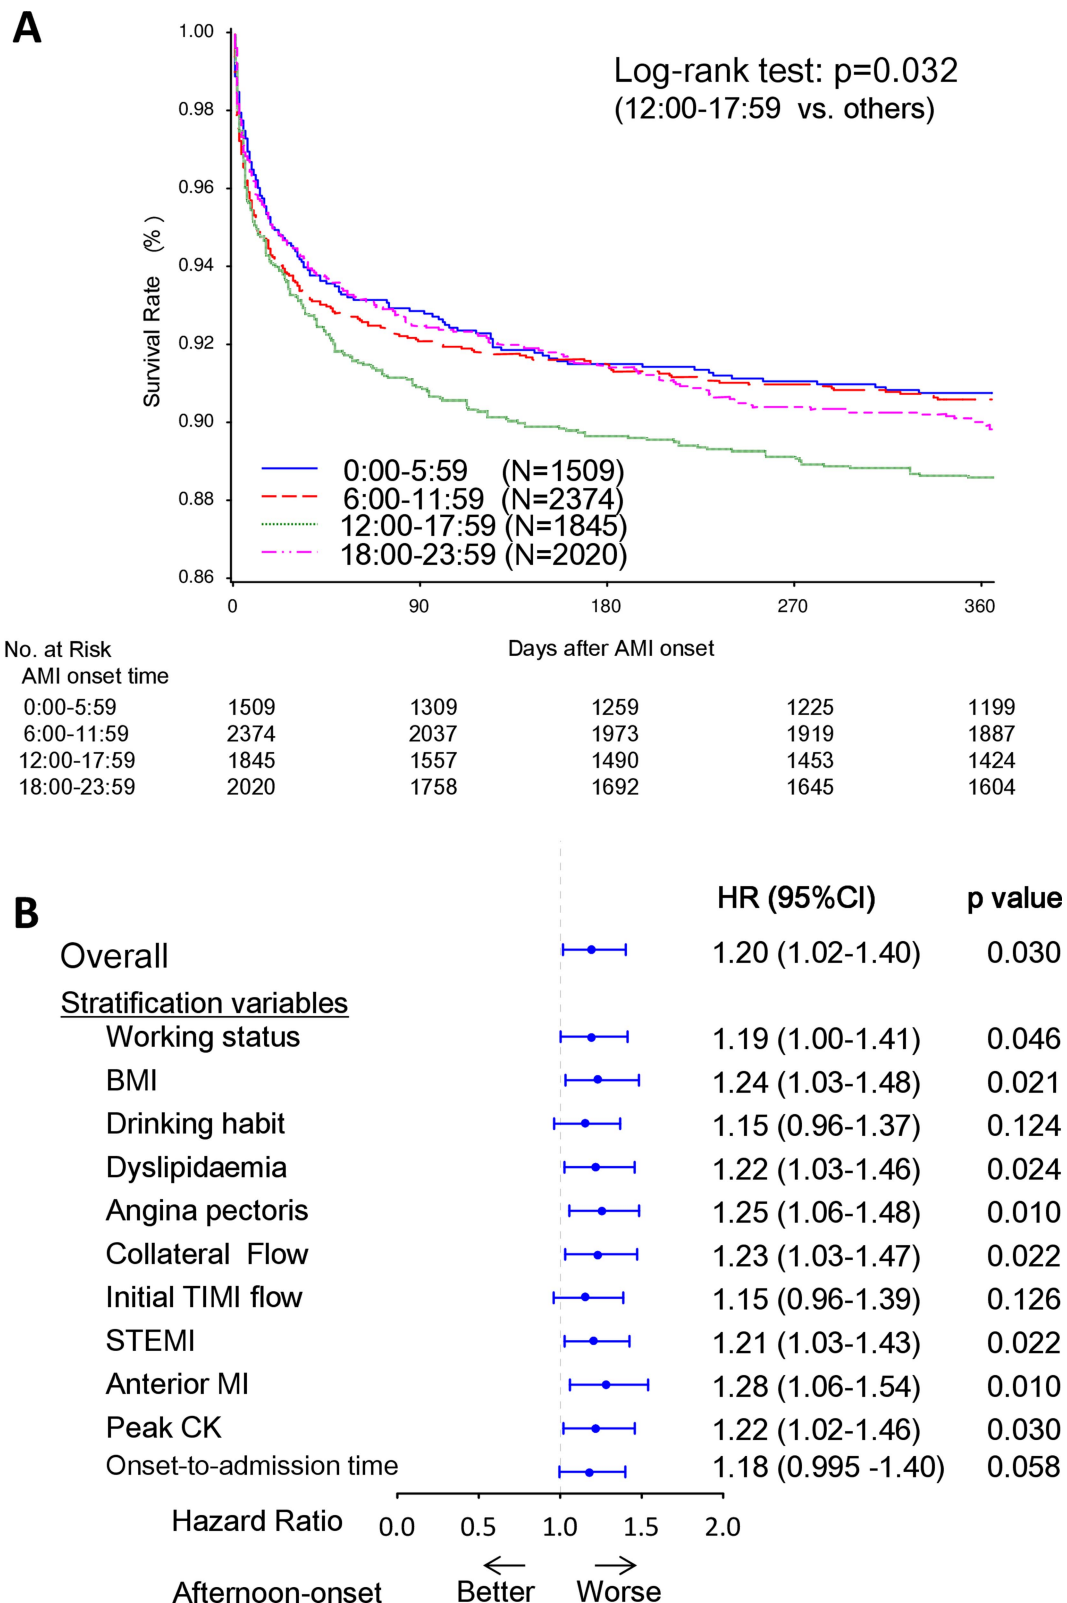 A
1.00
0.98
0.96
0.94
0.92
0.90
0.88
0.86
Survival Rate (%)
Log-rank test: p=0.032
(12:00-17:59 vs. others)
0:00-5:59 (N=1509)
6:00-11:59 (N=2374)
12:00-17:59 (N=1845)
18:00-23:59 (N=2020)
0 90 180 270 360
Days after AMI onset
No. at Risk
AMI onset time
0:00-5:59 1509 1309 1259 1225 1199
6:00-11:59 2374 2037 1973 1919 1887
12:00-17:59 1845 1557 1490 1453 1424
18:00-23:59 2020 1758 1692 1645 1604
B
HR (95%CI) p value
Overall 1.20 (1.02-1.40) 0.030
Stratification variables
Working status 1.19 (1.00-1.41) 0.046
BMI 1.24 (1.03-1.48) 0.021
Drinking habit 1.15 (0.96-1.37) 0.124
Dyslipidaemia 1.22 (1.03-1.46) 0.024
Angina pectoris 1.25 (1.06-1.48) 0.010
Collateral Flow 1.23 (1.03-1.47) 0.022
Initial TIMI flow 1.15 (0.96-1.39) 0.126
STEMI 1.21 (1.03-1.43) 0.022
Anterior MI 1.28 (1.06-1.54) 0.010
Peak CK 1.22 (1.02-1.46) 0.030
Onset-to-admission time 1.18 (0.995 -1.40) 0.058
Hazard Ratio 0.0 0.5 1.0 1.5 2.0
Afternoon-onset Better Worse